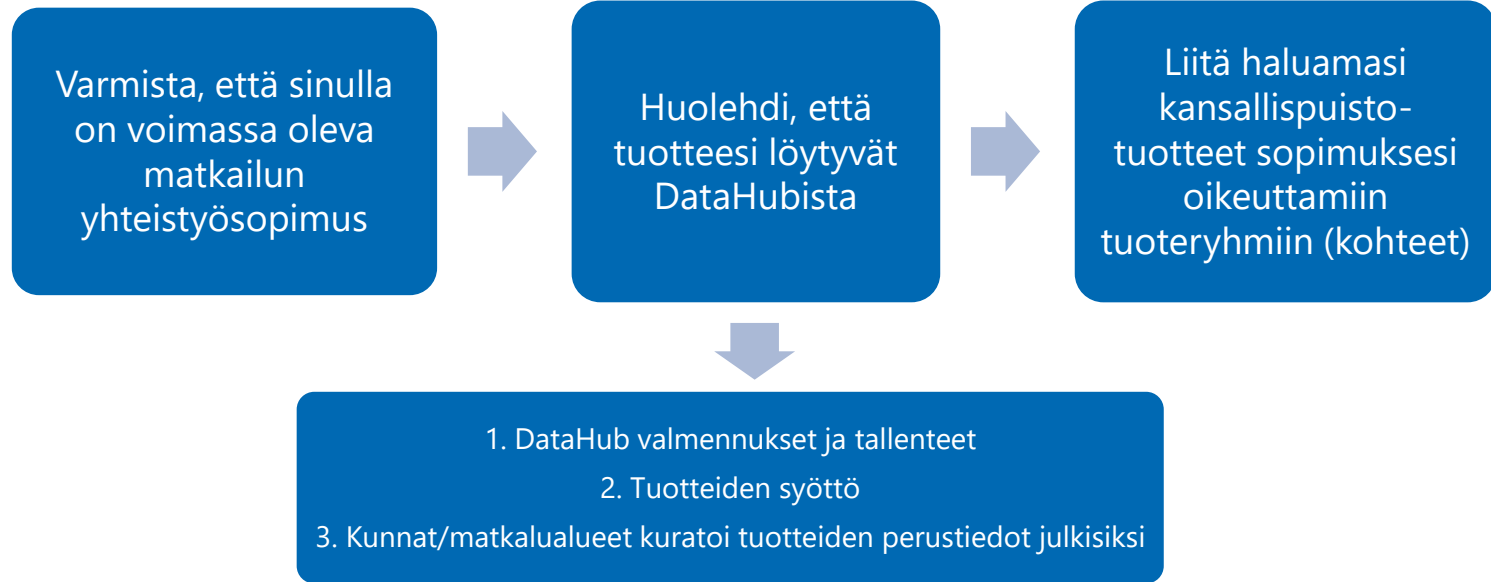 Varmista, että sinulla
on voimassa oleva
matkailun
yhteistyösopimus
Huolehdi, että
tuotteesi löytyvät
DataHubista
Liitä haluamasi
kansallispuisto-
tuotteet sopimuksesi
oikeuttamiin
tuoteryhmiin (kohteet)
1. DataHub valmennukset ja tallenteet
2. Tuotteiden syöttö
3. Kunnat/matkalualueet kuratoi tuotteiden perustiedot julkisiksi